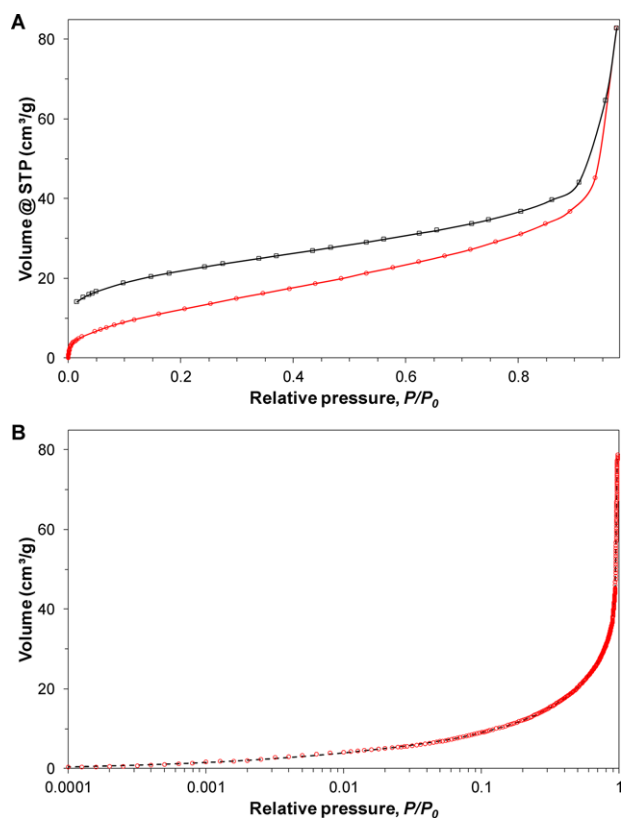 A
80
60
40
20
0
Volume @ STP (cm³/g)
0.0 0.2 0.4 0.6 0.8
Relative pressure, P/P₀
B
80
60
40
20
0
Volume (cm³/g)
0.0001 0.001 0.01 0.1 1
Relative pressure, P/P₀